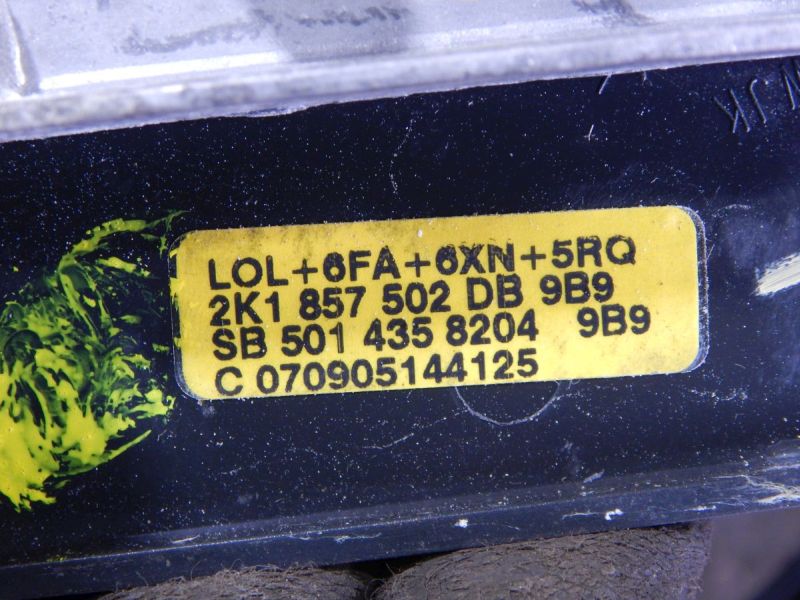 LOL+6FA+6XN+5RQ
2K1 857 502 DB 9B9
SB 501 435 8204 9B9
C 070905144125